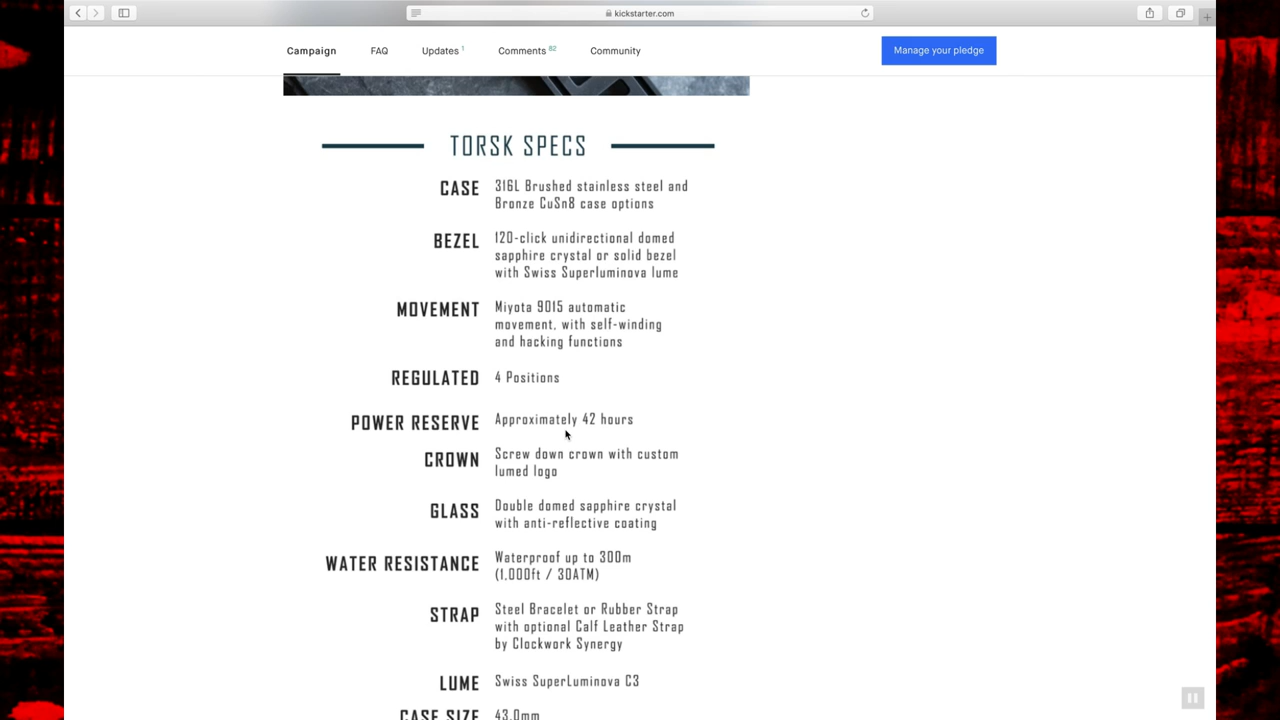 kickstarter.com
Campaign
FAQ
Updates 1
Comments 82
Community
Manage your pledge
TORSK SPECS
CASE
316L Brushed stainless steel and
Bronze CuSn8 case options
BEZEL
120-click unidirectional domed
sapphire crystal or solid bezel
with Swiss Superluminova lume
MOVEMENT
Miyota 9015 automatic
movement, with self-winding
and hacking functions
REGULATED
4 Positions
POWER RESERVE
Approximately 42 hours
CROWN
Screw down crown with custom
lumed logo
GLASS
Double domed sapphire crystal
with anti-reflective coating
WATER RESISTANCE
Waterproof up to 300m
(1,000ft / 30ATM)
STRAP
Steel Bracelet or Rubber Strap
with optional Calf Leather Strap
by Clockwork Synergy
LUME
Swiss SuperLuminova C3
CASE SIZE
43.0mm